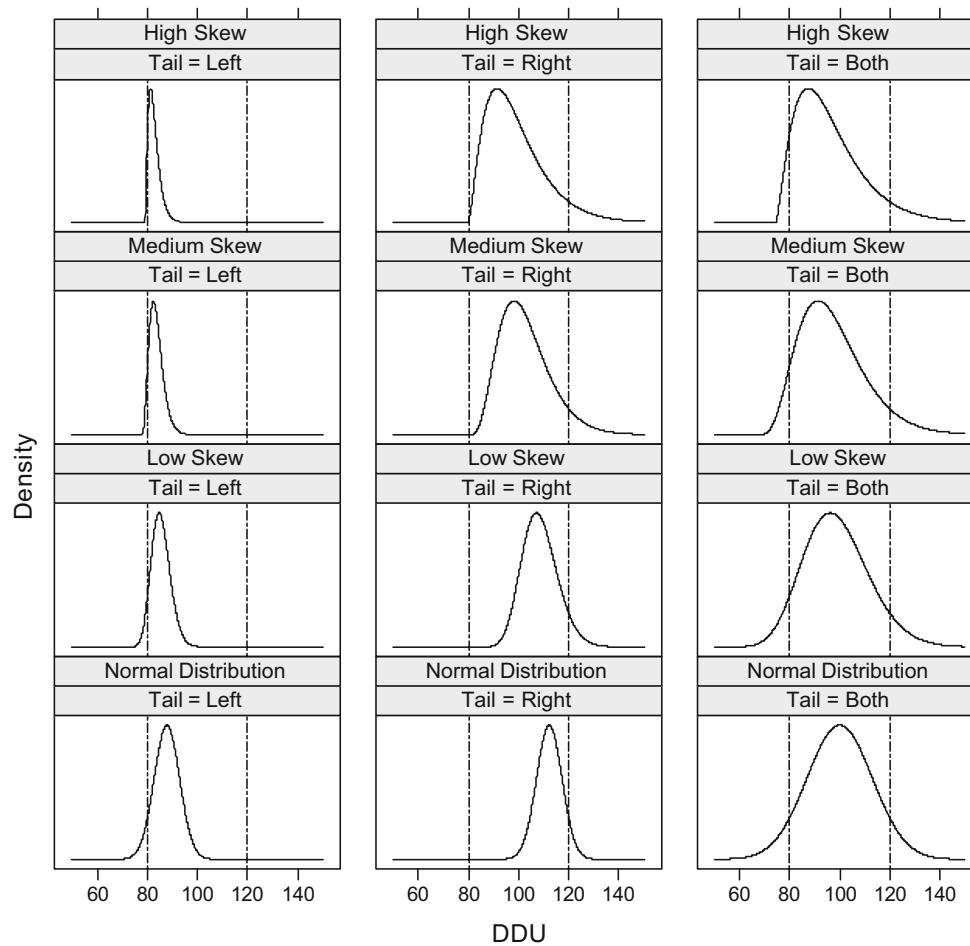 High Skew
Tail = Left
High Skew
Tail = Right
High Skew
Tail = Both
Medium Skew
Tail = Left
Medium Skew
Tail = Right
Medium Skew
Tail = Both
Low Skew
Tail = Left
Low Skew
Tail = Right
Low Skew
Tail = Both
Normal Distribution
Tail = Left
Normal Distribution
Tail = Right
Normal Distribution
Tail = Both
Density
60 80 100 120 140
60 80 100 120 140
60 80 100 120 140
DDU